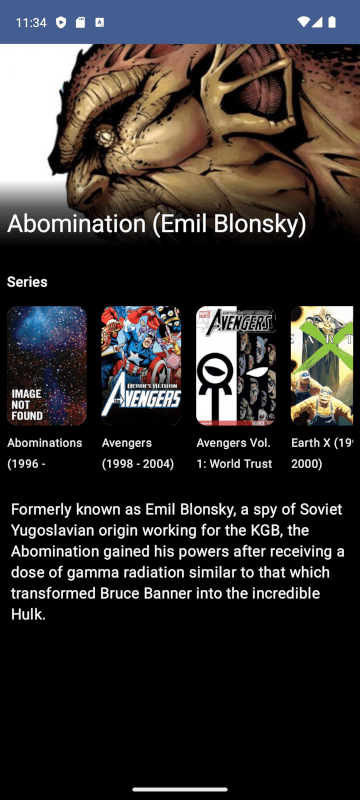 11:34
Abomination (Emil Blonsky)
Series
IMAGE
NOT
FOUND
HEROES RETURN
AVENGERS
AVENGERS
EARTH
X
Abominations
(1996 -
Avengers
(1998 - 2004)
Avengers Vol.
1: World Trust
Earth X (19
2000)
Formerly known as Emil Blonsky, a spy of Soviet
Yugoslavian origin working for the KGB, the
Abomination gained his powers after receiving a
dose of gamma radiation similar to that which
transformed Bruce Banner into the incredible
Hulk.